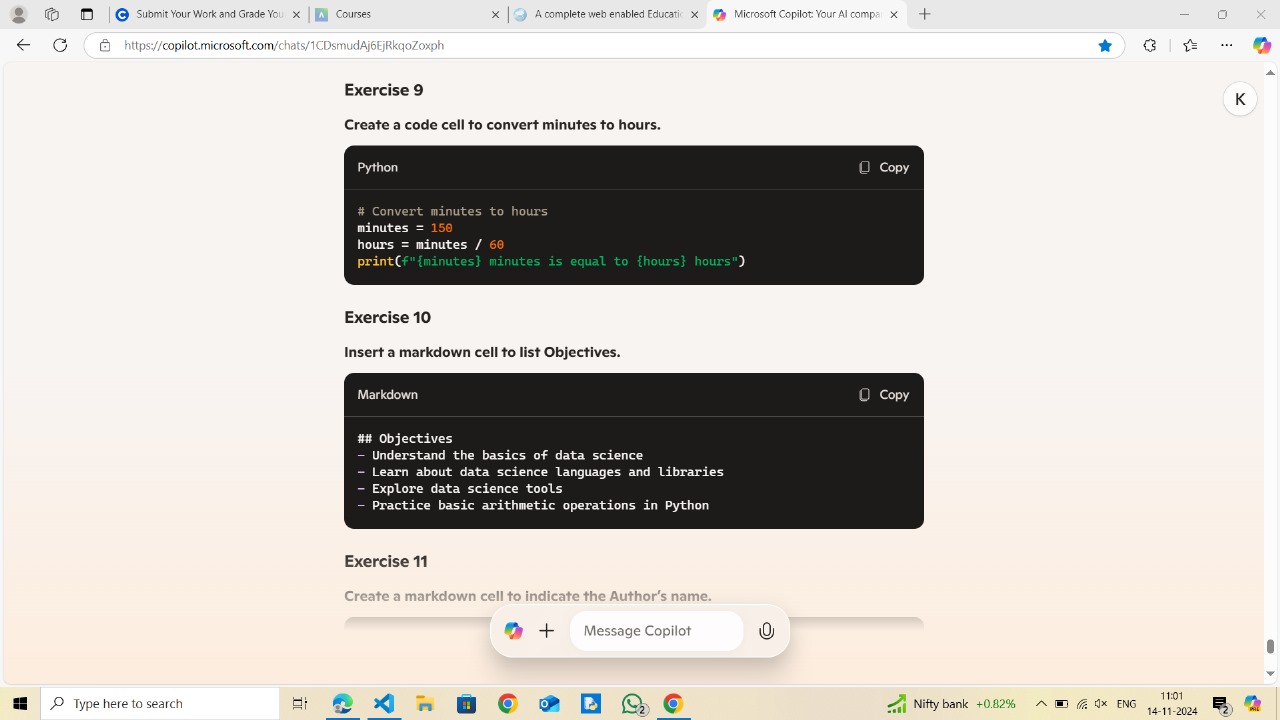 Submit Your Work and Grade You
Courses
Microsoft Copilot: Your AI compa
https://copilot.microsoft.com/chats/1CDsmudAj6EjRkqoZoxph
K
Exercise 9
Create a code cell to convert minutes to hours.
Python
Copy
# Convert minutes to hours
minutes = 150
hours = minutes / 60
print(f"{minutes} minutes is equal to {hours} hours")
Exercise 10
Insert a markdown cell to list Objectives.
Markdown
Copy
## Objectives
- Understand the basics of data science
- Learn about data science languages and libraries
- Explore data science tools
- Practice basic arithmetic operations in Python
Exercise 11
Create a markdown cell to indicate the Author's name.
Message Copilot
Type here to search
2
Nifty bank +0.82%
ENG
11:01
14-11-2024
2